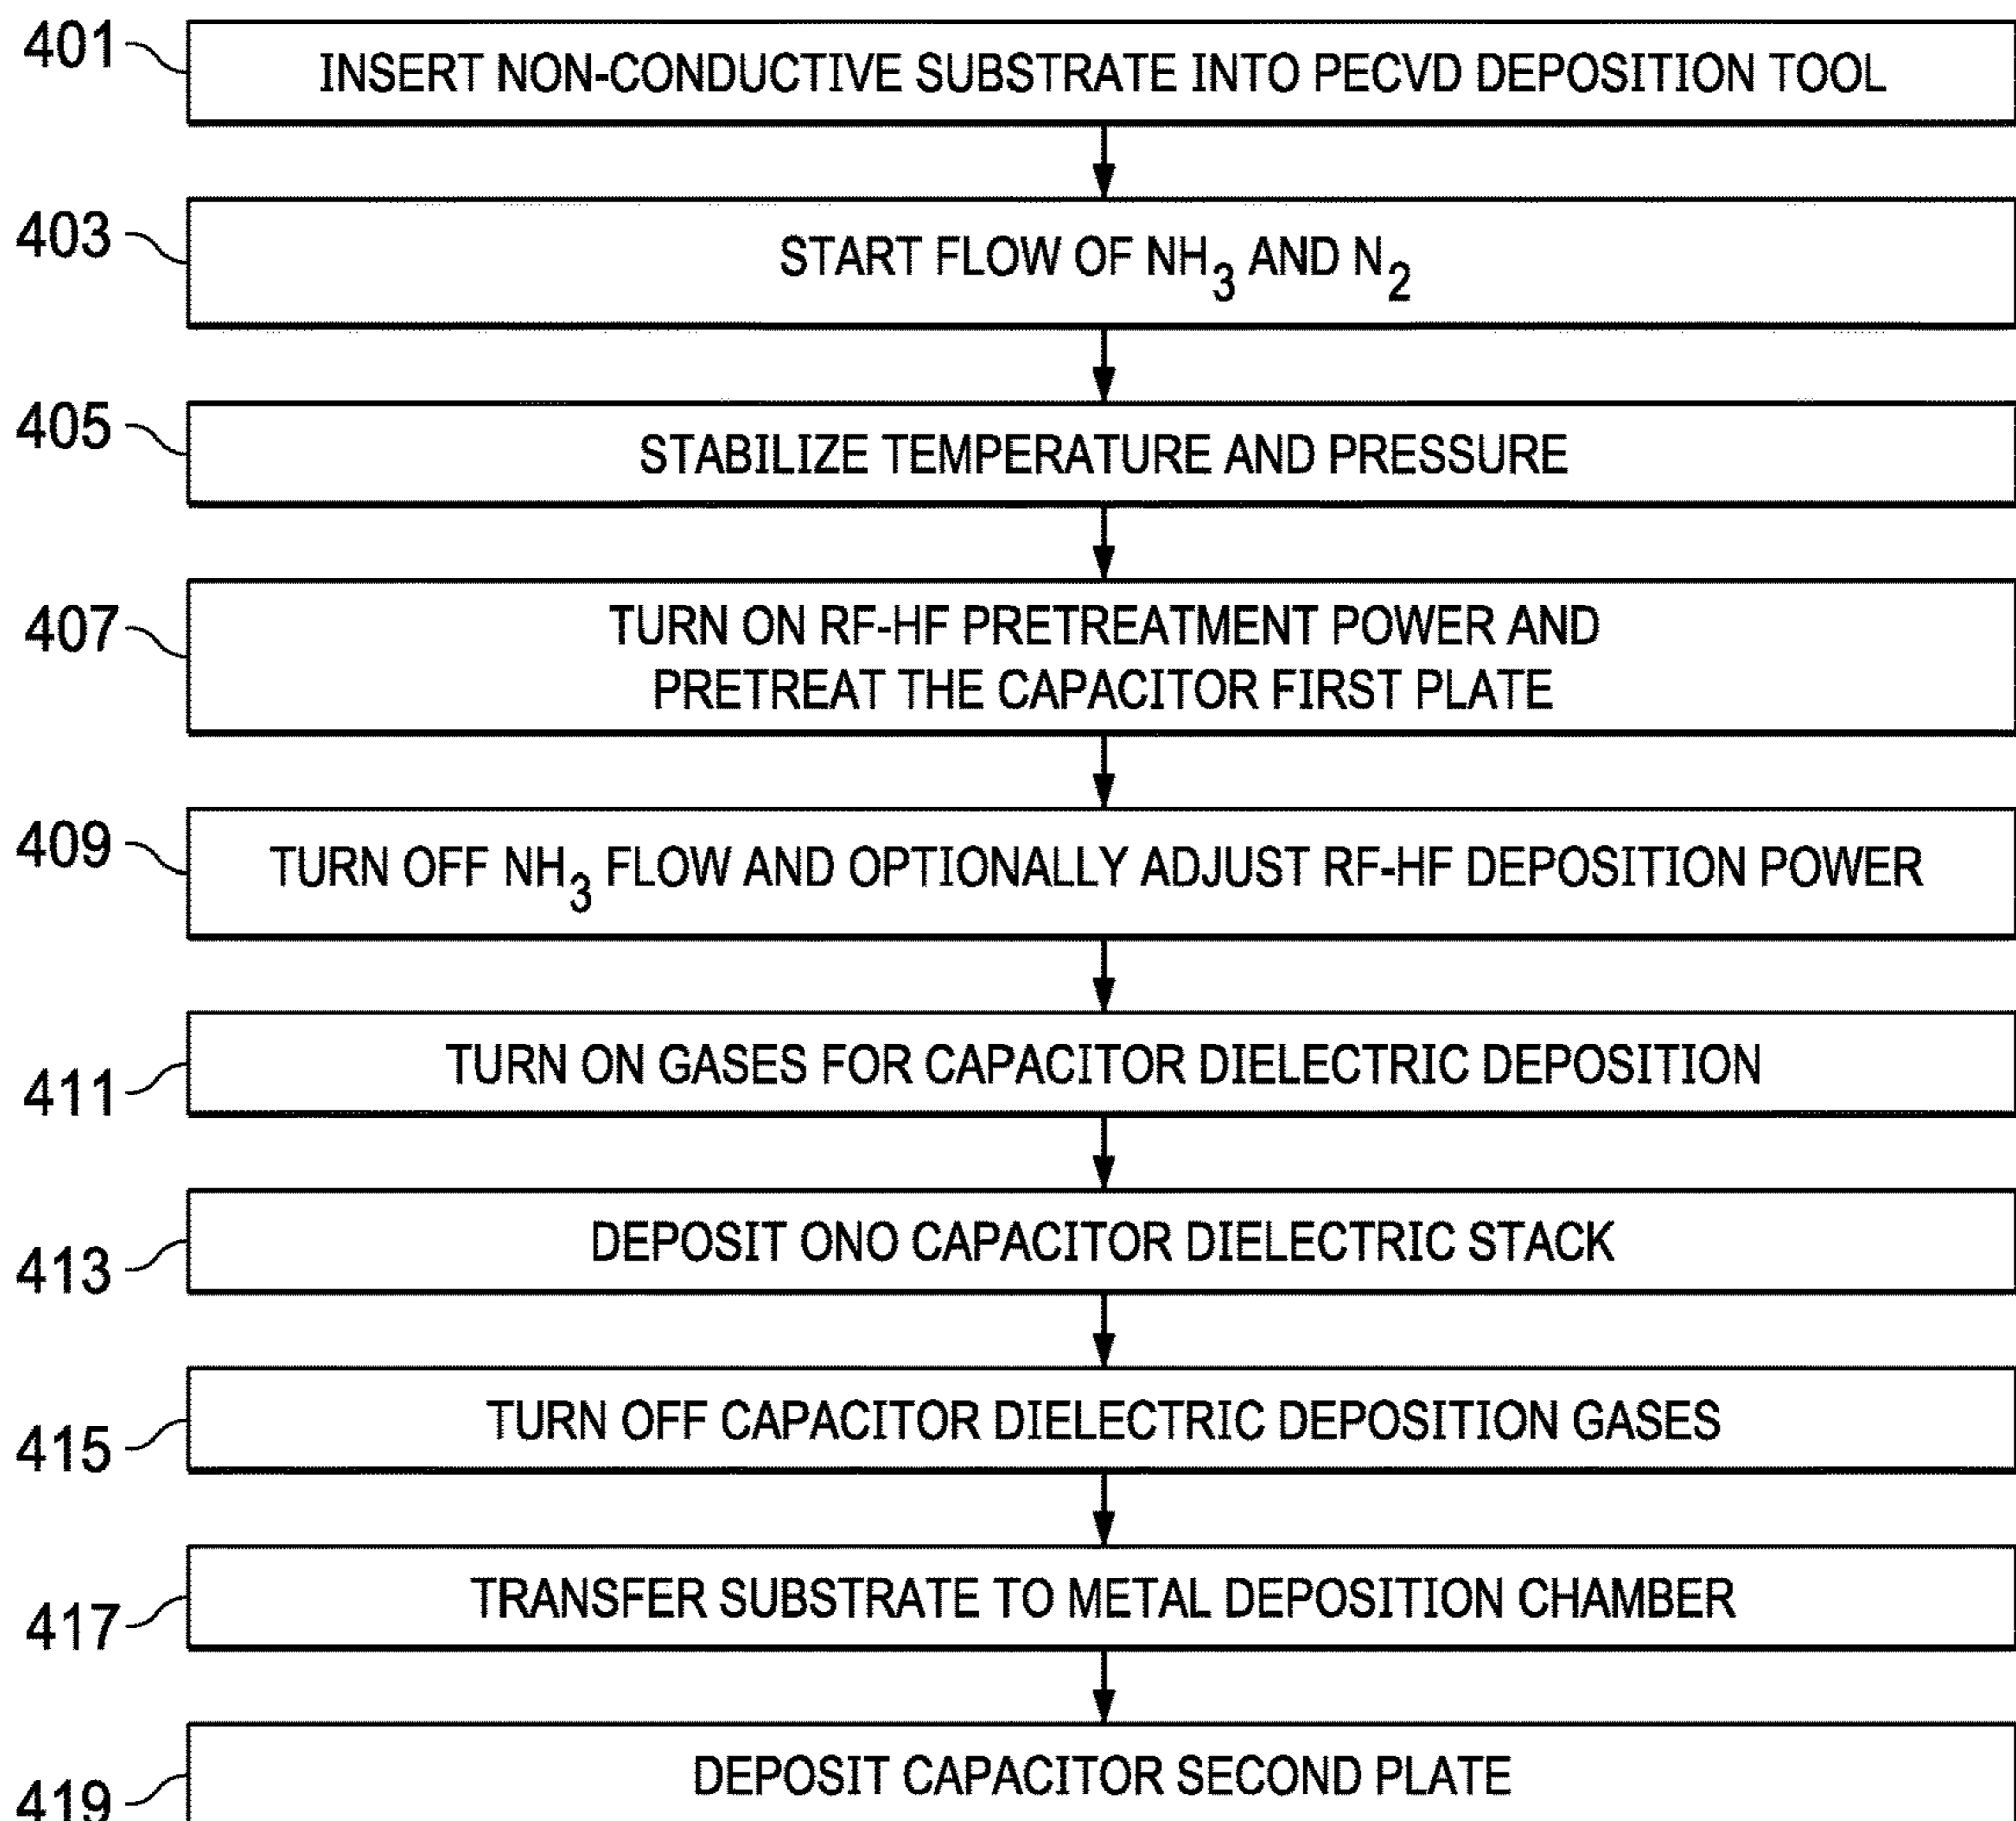 401
INSERT NON-CONDUCTIVE SUBSTRATE INTO PECVD DEPOSITION TOOL
403
START FLOW OF NH3 AND N2
405
STABILIZE TEMPERATURE AND PRESSURE
407
TURN ON RF-HF PRETREATMENT POWER AND
PRETREAT THE CAPACITOR FIRST PLATE
409
TURN OFF NH3 FLOW AND OPTIONALLY ADJUST RF-HF DEPOSITION POWER
411
TURN ON GASES FOR CAPACITOR DIELECTRIC DEPOSITION
413
DEPOSIT ONO CAPACITOR DIELECTRIC STACK
415
TURN OFF CAPACITOR DIELECTRIC DEPOSITION GASES
417
TRANSFER SUBSTRATE TO METAL DEPOSITION CHAMBER
419
DEPOSIT CAPACITOR SECOND PLATE